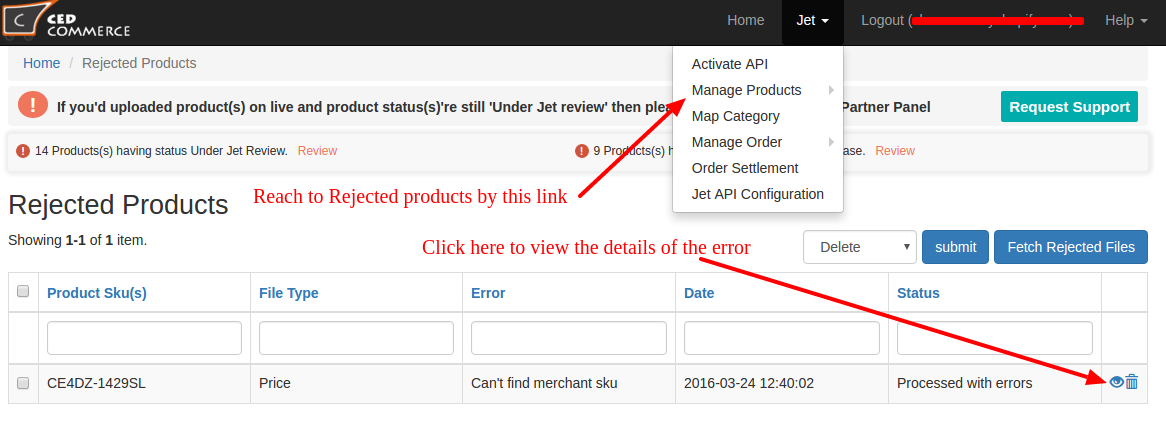 CED
COMMERCE
Home Jet Logout ( Help
Home / Rejected Products
Activate API
Manage Products
Map Category
Manage Order
Order Settlement
Jet API Configuration
! If you'd uploaded product(s) on live and product status(s)'re still 'Under Jet review' then Partner Panel Request Support
! 14 Products(s) having status Under Jet Review. Review ! 9 Products(s) Review
Reach to Rejected products by this link
Rejected Products
Showing 1-1 of 1 item.
Click here to view the details of the error
Delete submit Fetch Rejected Files
Product Sku(s) File Type Error Date Status
CE4DZ-1429SL Price Can't find merchant sku 2016-03-24 12:40:02 Processed with errors